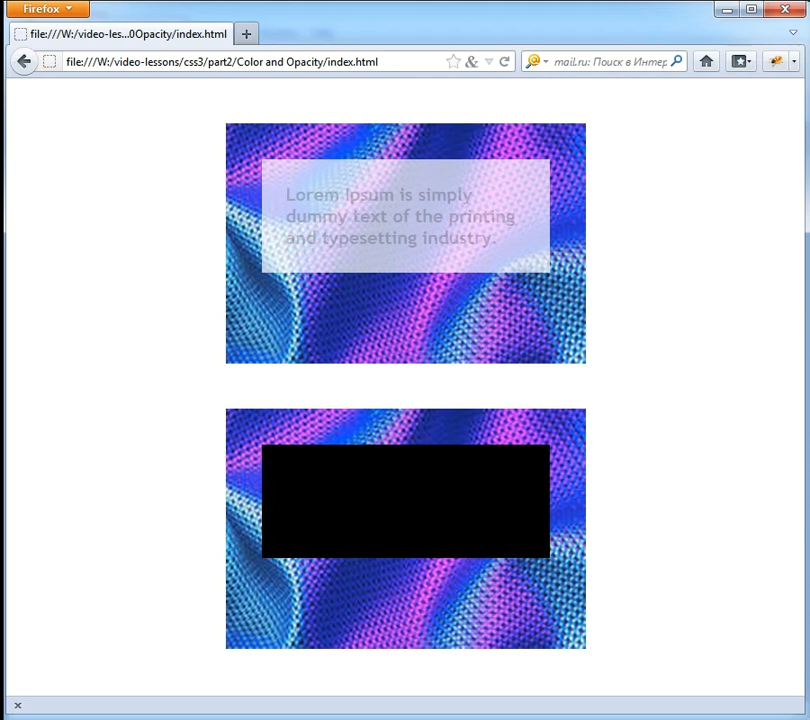 Firefox
file:///W:/video-les...0Opacity/index.html
file:///W:/video-lessons/css3/part2/Color and Opacity/index.html
mail.ru: Поиск в Интер
Lorem Ipsum is simply
dummy text of the printing
and typesetting industry.